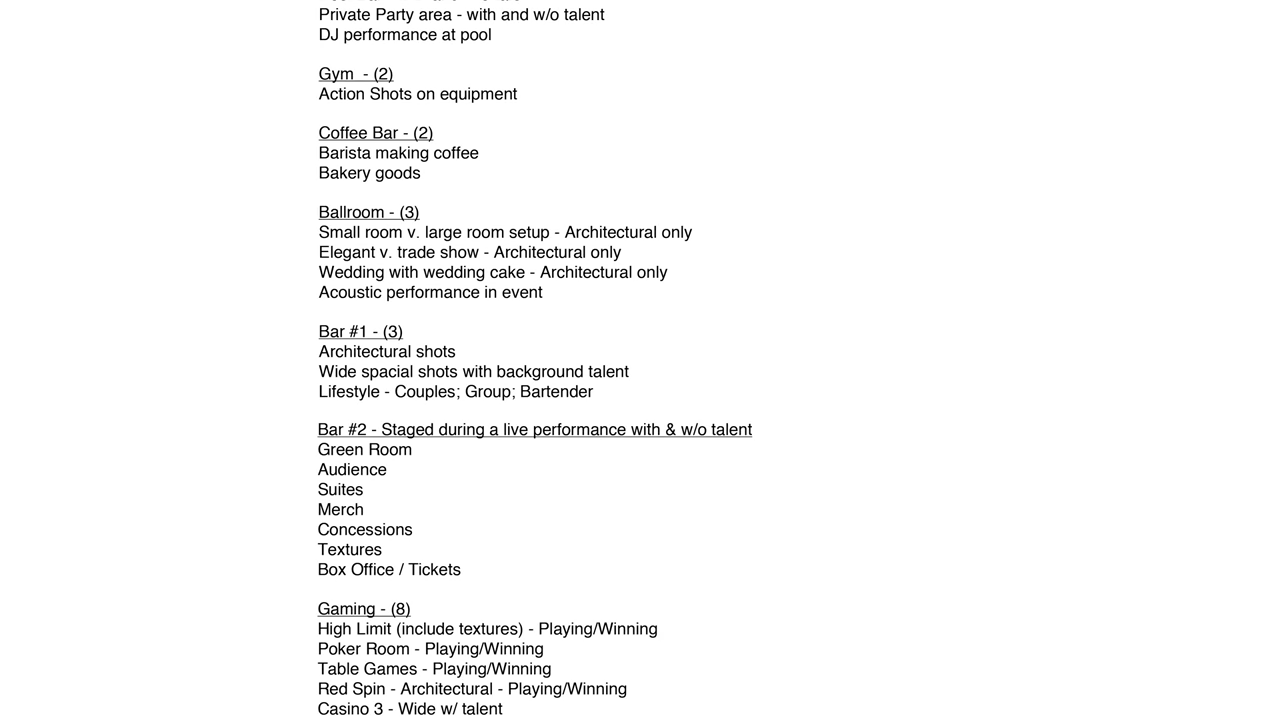 Private Party area - with and w/o talent
DJ performance at pool
Gym  - (2)
Action Shots on equipment
Coffee Bar - (2)
Barista making coffee
Bakery goods
Ballroom - (3)
Small room v. large room setup - Architectural only
Elegant v. trade show - Architectural only
Wedding with wedding cake - Architectural only
Acoustic performance in event
Bar #1 - (3)
Architectural shots
Wide spacial shots with background talent
Lifestyle - Couples; Group; Bartender
Bar #2 - Staged during a live performance with & w/o talent
Green Room
Audience
Suites
Merch
Concessions
Textures
Box Office / Tickets
Gaming - (8)
High Limit (include textures) - Playing/Winning
Poker Room - Playing/Winning
Table Games - Playing/Winning
Red Spin - Architectural - Playing/Winning
Casino 3 - Wide w/ talent